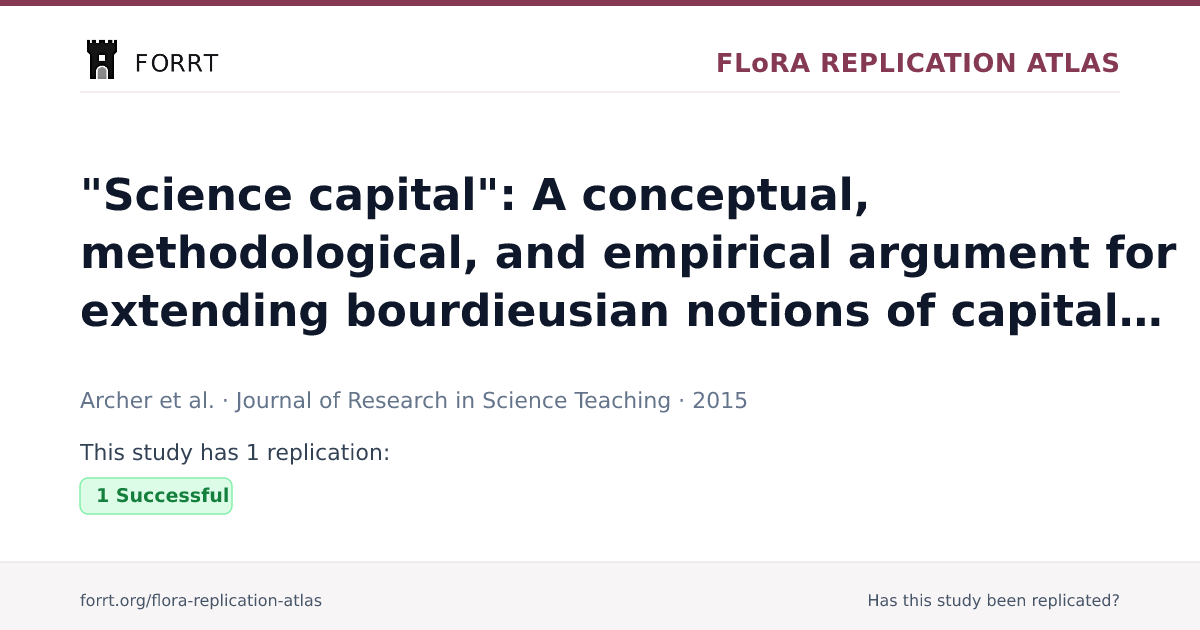 FORRT
FLoRA REPLICATION ATLAS
"Science capital": A conceptual,
methodological, and empirical argument for
extending bourdieusian notions of capital…
Archer et al. · Journal of Research in Science Teaching · 2015
This study has 1 replication:
1 Successful
forrt.org/flora-replication-atlas
Has this study been replicated?